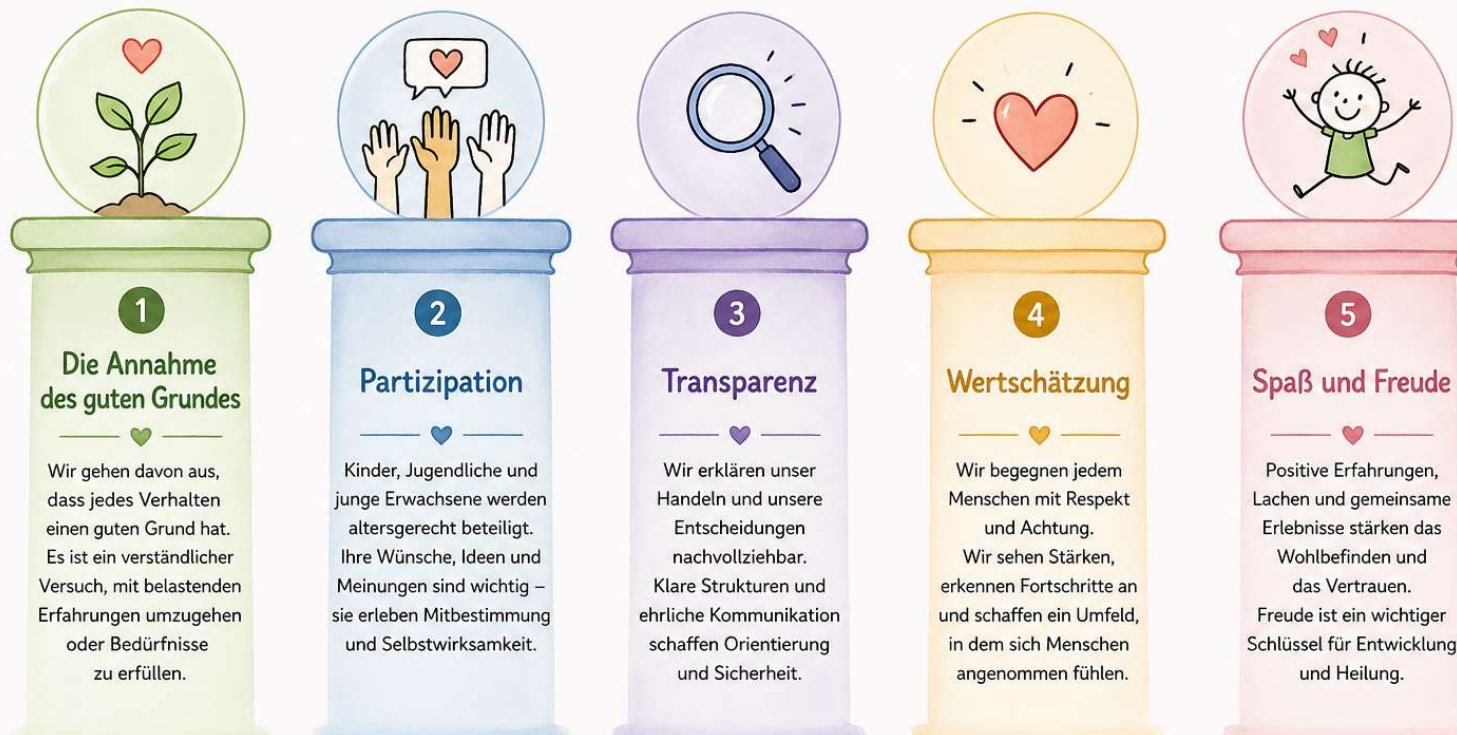 1
Die Annahme
des guten Grundes
Wir gehen davon aus,
dass jedes Verhalten
einen guten Grund hat.
Es ist ein verständlicher
Versuch, mit belastenden
Erfahrungen umzugehen
oder Bedürfnisse
zu erfüllen.
2
Partizipation
Kinder, Jugendliche und
junge Erwachsene werden
altersgerecht beteiligt.
Ihre Wünsche, Ideen und
Meinungen sind wichtig –
sie erleben Mitbestimmung
und Selbstwirksamkeit.
3
Transparenz
Wir erklären unser
Handeln und unsere
Entscheidungen
nachvollziehbar.
Klare Strukturen und
ehrliche Kommunikation
schaffen Orientierung
und Sicherheit.
4
Wertschätzung
Wir begegnen jedem
Menschen mit Respekt
und Achtung.
Wir sehen Stärken,
erkennen Fortschritte an
und schaffen ein Umfeld,
in dem sich Menschen
angenommen fühlen.
5
Spaß und Freude
Positive Erfahrungen,
Lachen und gemeinsame
Erlebnisse stärken das
Wohlbefinden und
das Vertrauen.
Freude ist ein wichtiger
Schlüssel für Entwicklung
und Heilung.